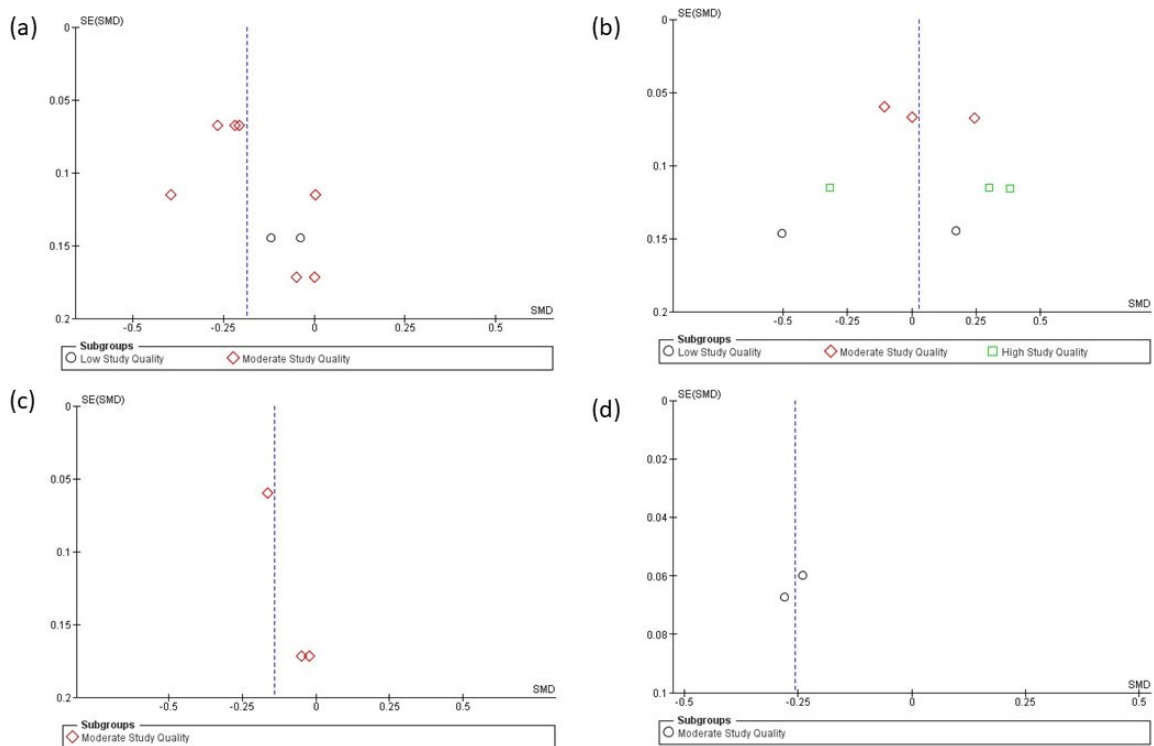 (a)
SE(SMD)
0
0.05
0.1
0.15
0.2
-0.5 -0.25 0 0.25 0.5
SMD
Subgroups
Low Study Quality Moderate Study Quality
(b)
SE(SMD)
0
0.05
0.1
0.15
0.2
-0.5 -0.25 0 0.25 0.5
SMD
Subgroups
Low Study Quality Moderate Study Quality High Study Quality
(c)
SE(SMD)
0
0.05
0.1
0.15
0.2
-0.5 -0.25 0 0.25 0.5
SMD
Subgroups
Moderate Study Quality
(d)
SE(SMD)
0
0.02
0.04
0.06
0.08
0.1
-0.5 -0.25 0 0.25 0.5
SMD
Subgroups
Moderate Study Quality